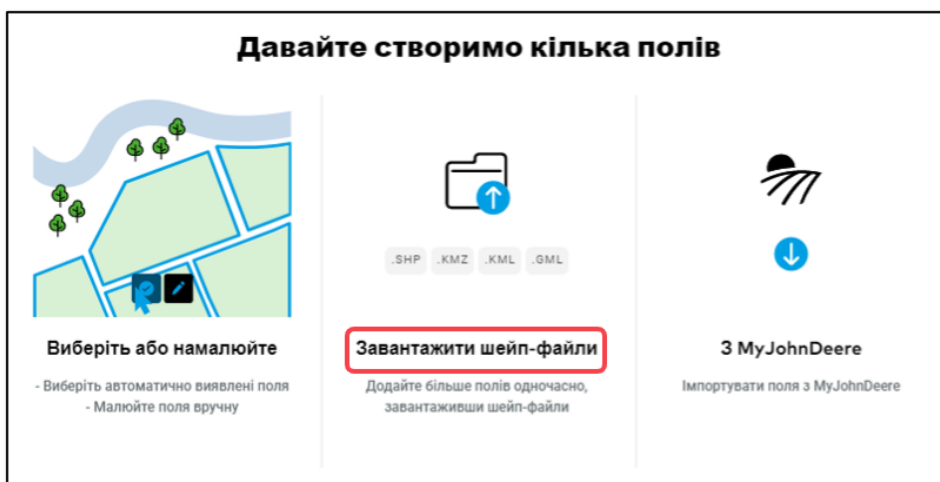 Давайте створимо кілька полів
Виберіть або намалюйте
- Виберіть автоматично виявлені поля
- Малюйте поля вручну
.SHP .KMZ .KML .GML
Завантажити шейп-файли
Додайте більше полів одночасно,
завантаживши шейп-файли
З MyJohnDeere
Імпортувати поля з MyJohnDeere